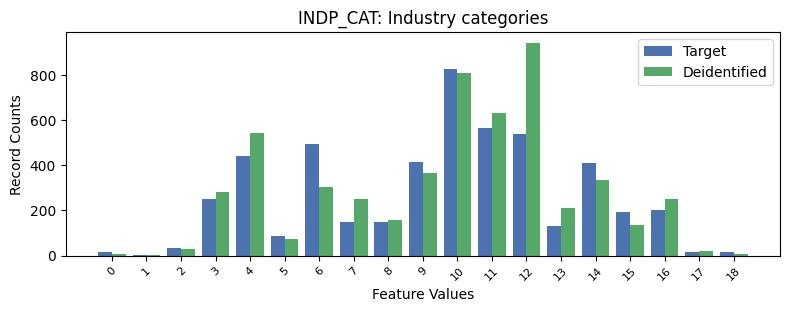 INDP_CAT: Industry categories
Target
Deidentified
Record Counts
800
600
400
200
0
0 1 2 3 4 5 6 7 8 9 10 11 12 13 14 15 16 17 18
Feature Values